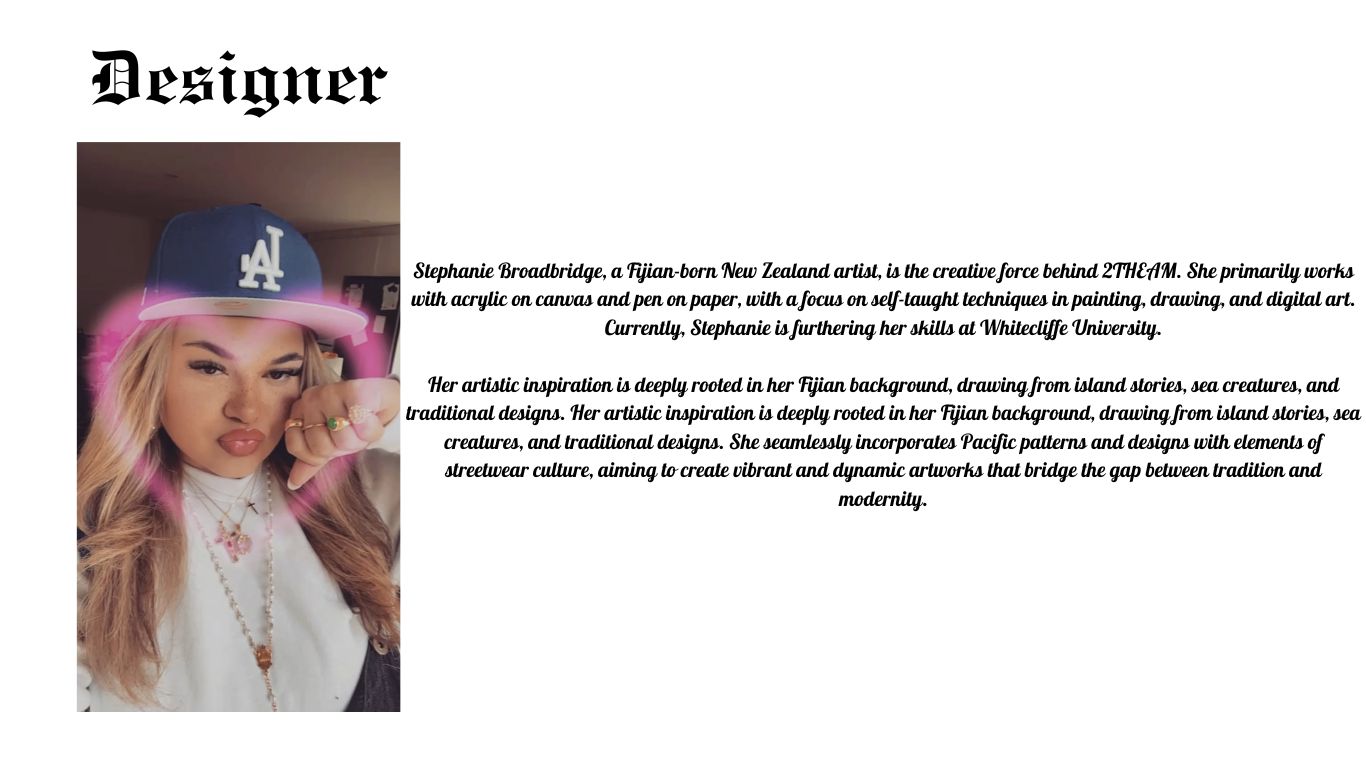 Designer
LA
Stephanie Broadbridge, a Fijian-born New Zealand artist, is the creative force behind 2THEAM. She primarily works
with acrylic on canvas and pen on paper, with a focus on self-taught techniques in painting, drawing, and digital art.
Currently, Stephanie is furthering her skills at Whitecliffe University.
Her artistic inspiration is deeply rooted in her Fijian background, drawing from island stories, sea creatures, and
traditional designs. Her artistic inspiration is deeply rooted in her Fijian background, drawing from island stories, sea
creatures, and traditional designs. She seamlessly incorporates Pacific patterns and designs with elements of
streetwear culture, aiming to create vibrant and dynamic artworks that bridge the gap between tradition and
modernity.